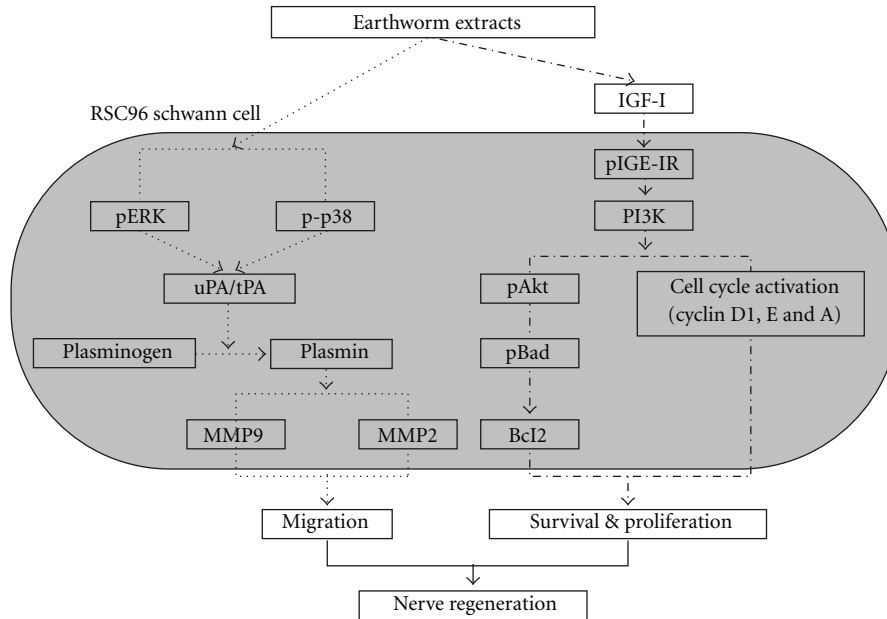 Earthworm extracts
IGF-I
RSC96 schwann cell
pIGE-IR
pERK
p-p38
PI3K
uPA/tPA
pAkt
Cell cycle activation
(cyclin D1, E and A)
Plasminogen
Plasmin
pBad
MMP9
MMP2
BcI2
Migration
Survival & proliferation
Nerve regeneration